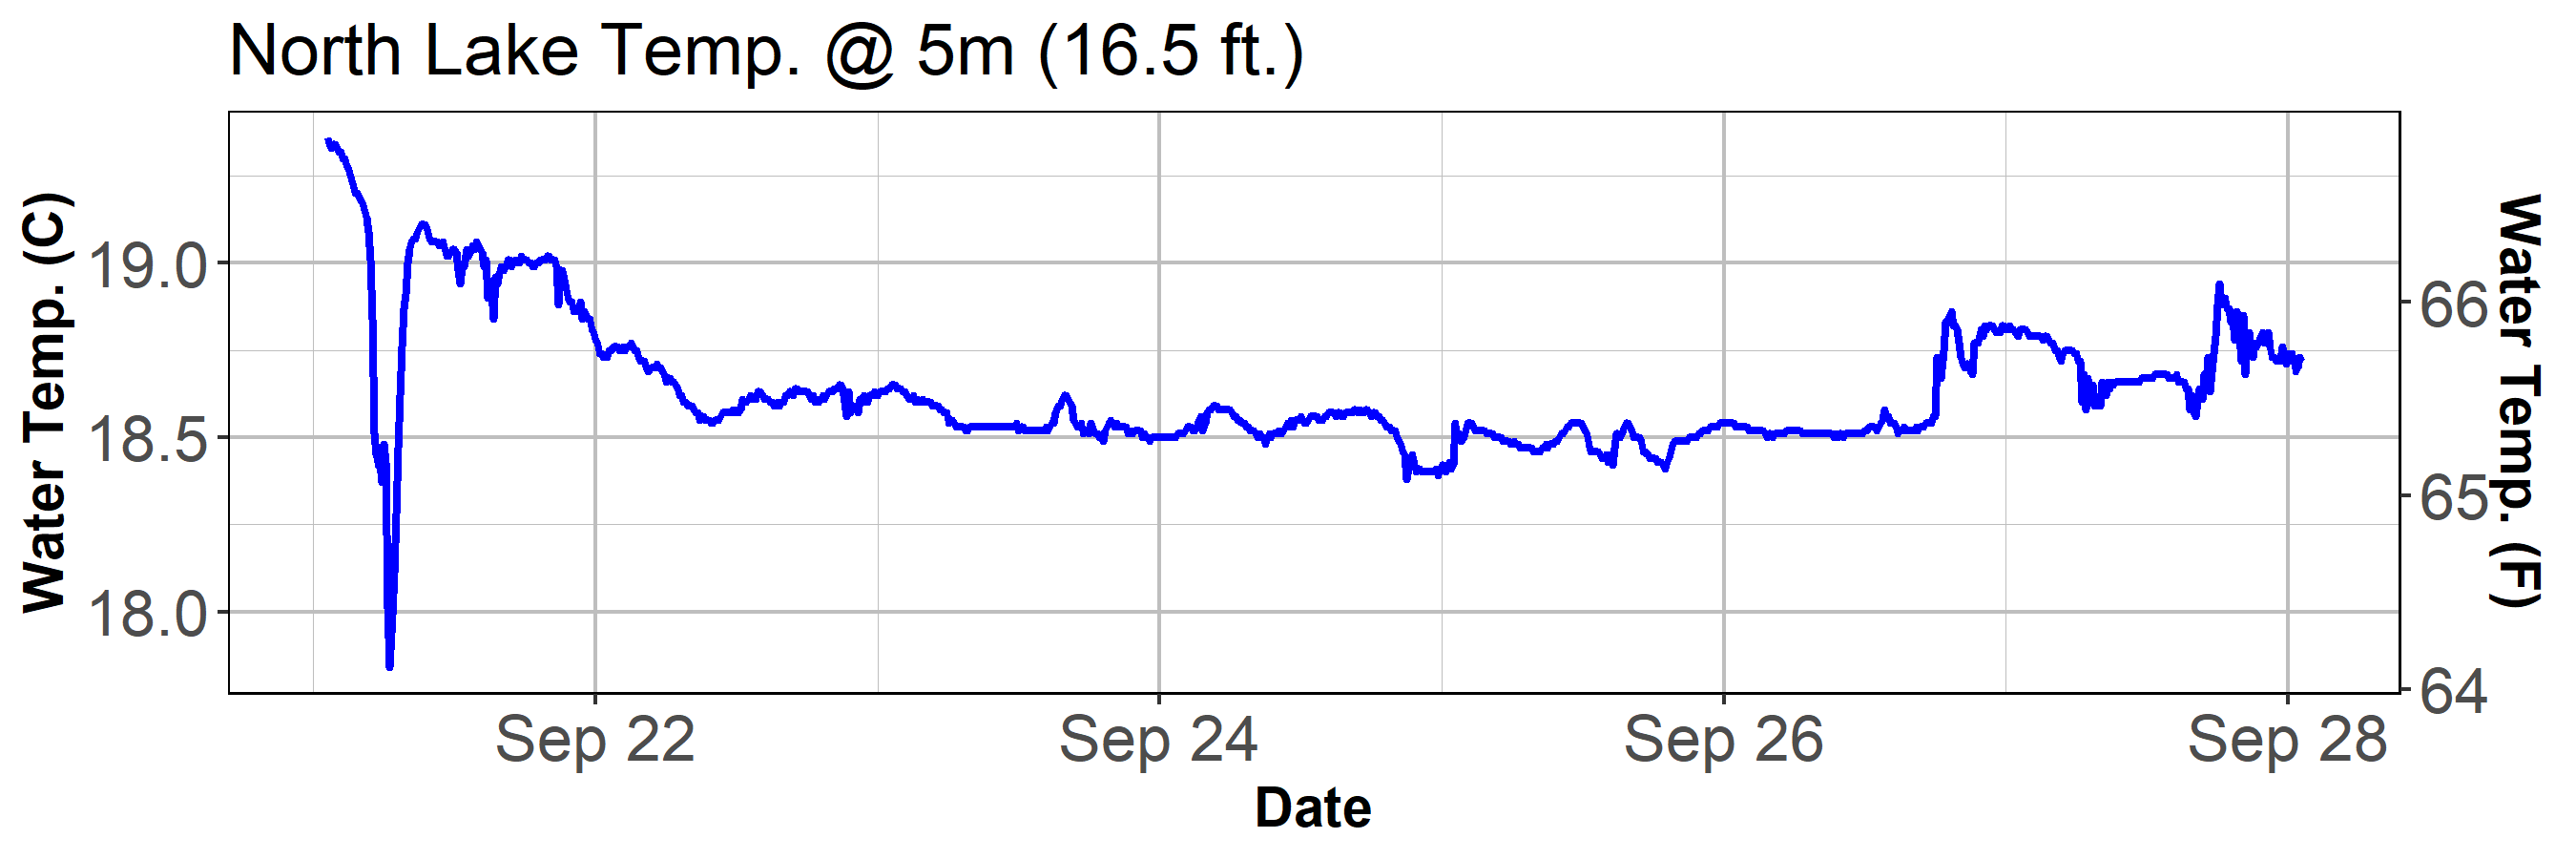 North Lake Temp. @ 5m (16.5 ft.)
Water Temp. (C)
19.0
18.5
18.0
66
65
64
Water Temp. (F)
Sep 22
Sep 24
Sep 26
Sep 28
Date